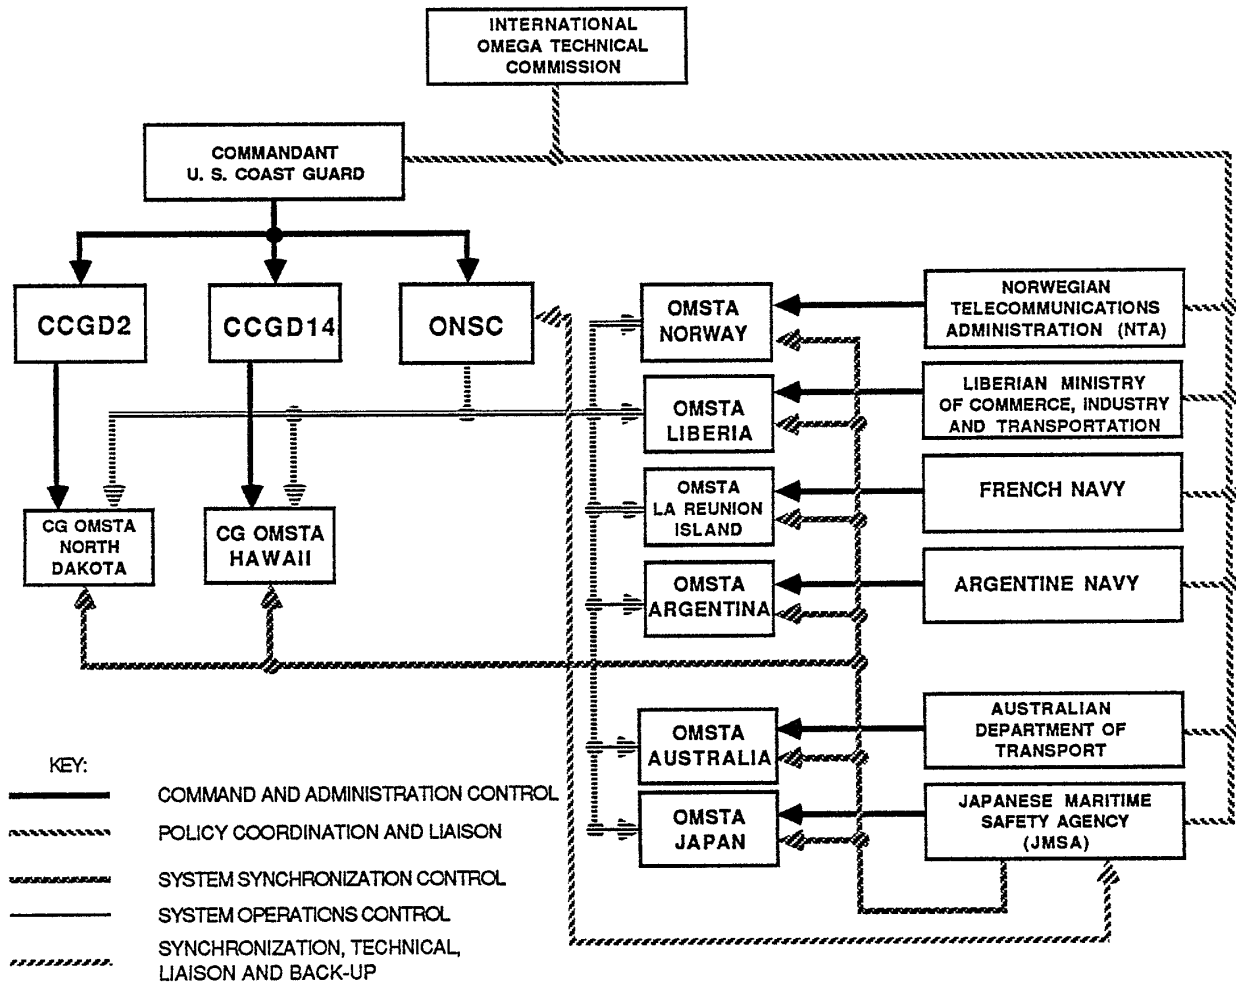 INTERNATIONAL
OMEGA TECHNICAL
COMMISSION
COMMANDANT
U. S. COAST GUARD
CCGD2
CCGD14
ONSC
CG OMSTA
NORTH
DAKOTA
CG OMSTA
HAWAII
OMSTA
NORWAY
OMSTA
LIBERIA
OMSTA
LA REUNION
ISLAND
OMSTA
ARGENTINA
OMSTA
AUSTRALIA
OMSTA
JAPAN
NORWEGIAN
TELECOMMUNICATIONS
ADMINISTRATION (NTA)
LIBERIAN MINISTRY
OF COMMERCE, INDUSTRY
AND TRANSPORTATION
FRENCH NAVY
ARGENTINE NAVY
AUSTRALIAN
DEPARTMENT OF
TRANSPORT
JAPANESE MARITIME
SAFETY AGENCY
(JMSA)
KEY:
COMMAND AND ADMINISTRATION CONTROL
POLICY COORDINATION AND LIAISON
SYSTEM SYNCHRONIZATION CONTROL
SYSTEM OPERATIONS CONTROL
SYNCHRONIZATION, TECHNICAL,
LIAISON AND BACK-UP